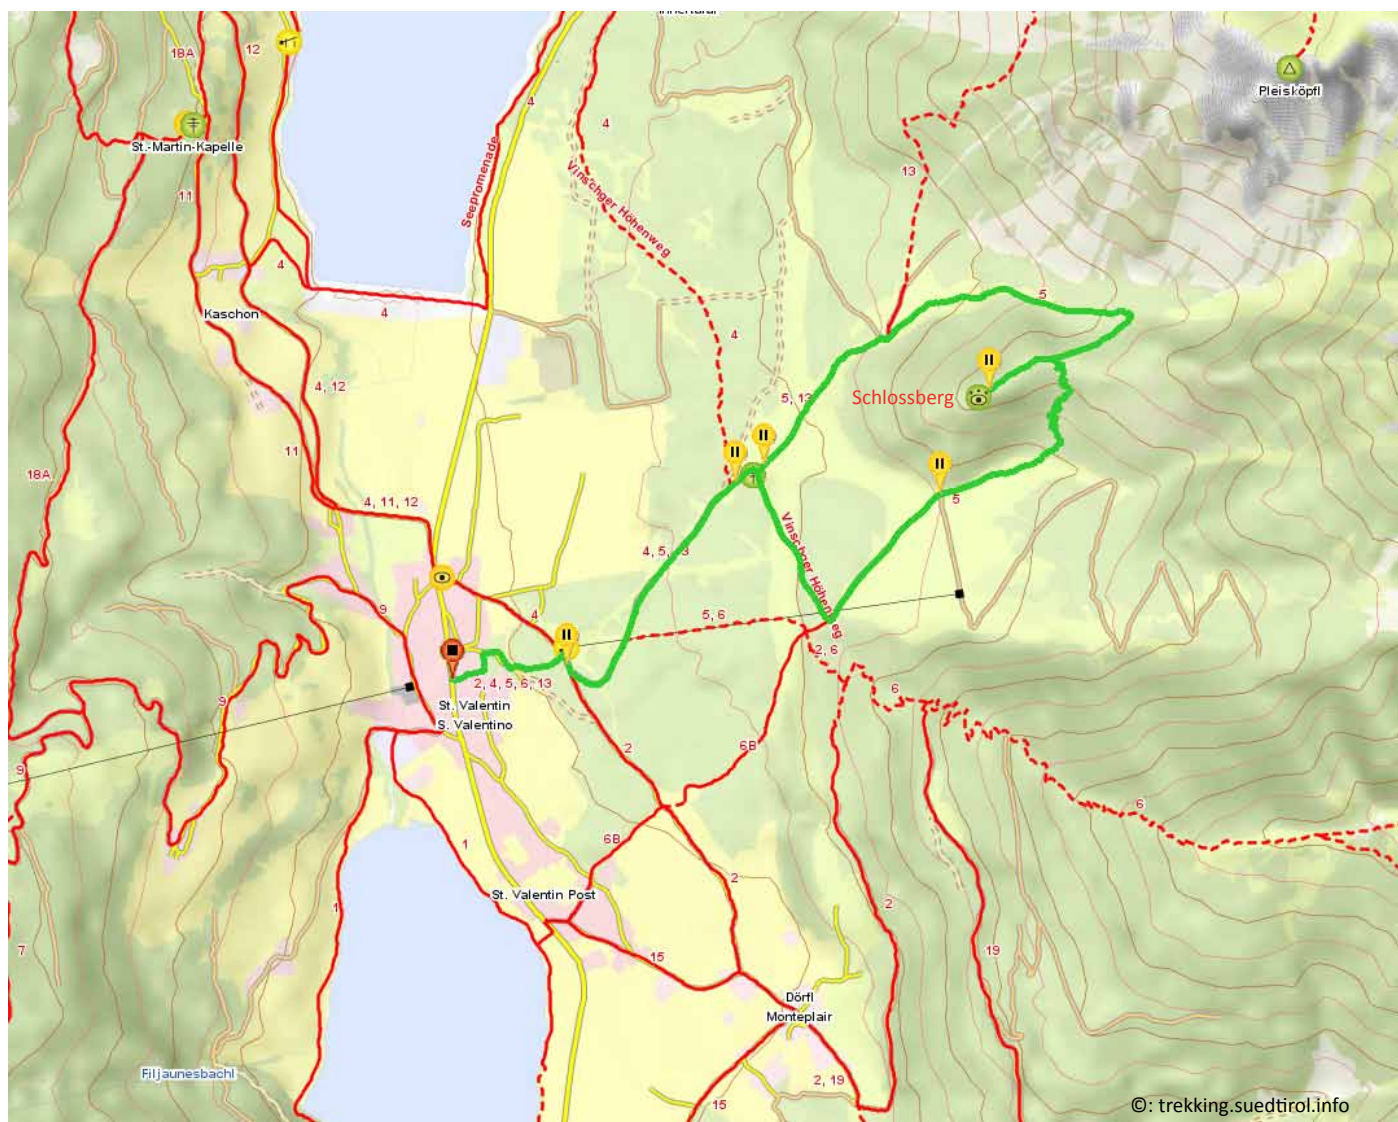 18A
12
4
Pleisköpfl
St.-Martin-Kapelle
4
Seepromenade
Vinschger Höhenweg
13
11
4
Kaschon
4
5
4
4, 12
Schlossberg
5, 13
11
18A
5
4, 11, 12
Vinschger Höhenweg
4, 5, 13
9
4
5, 6
2, 6
2, 4, 5, 6, 13
6
St. Valentin
S. Valentino
9
2
6B
9
6
6B
1
2
St. Valentin Post
1
2
7
15
19
Dörfl
Monteplair
Filjaunesbachl
2, 19
15
©: trekking.suedtirol.info